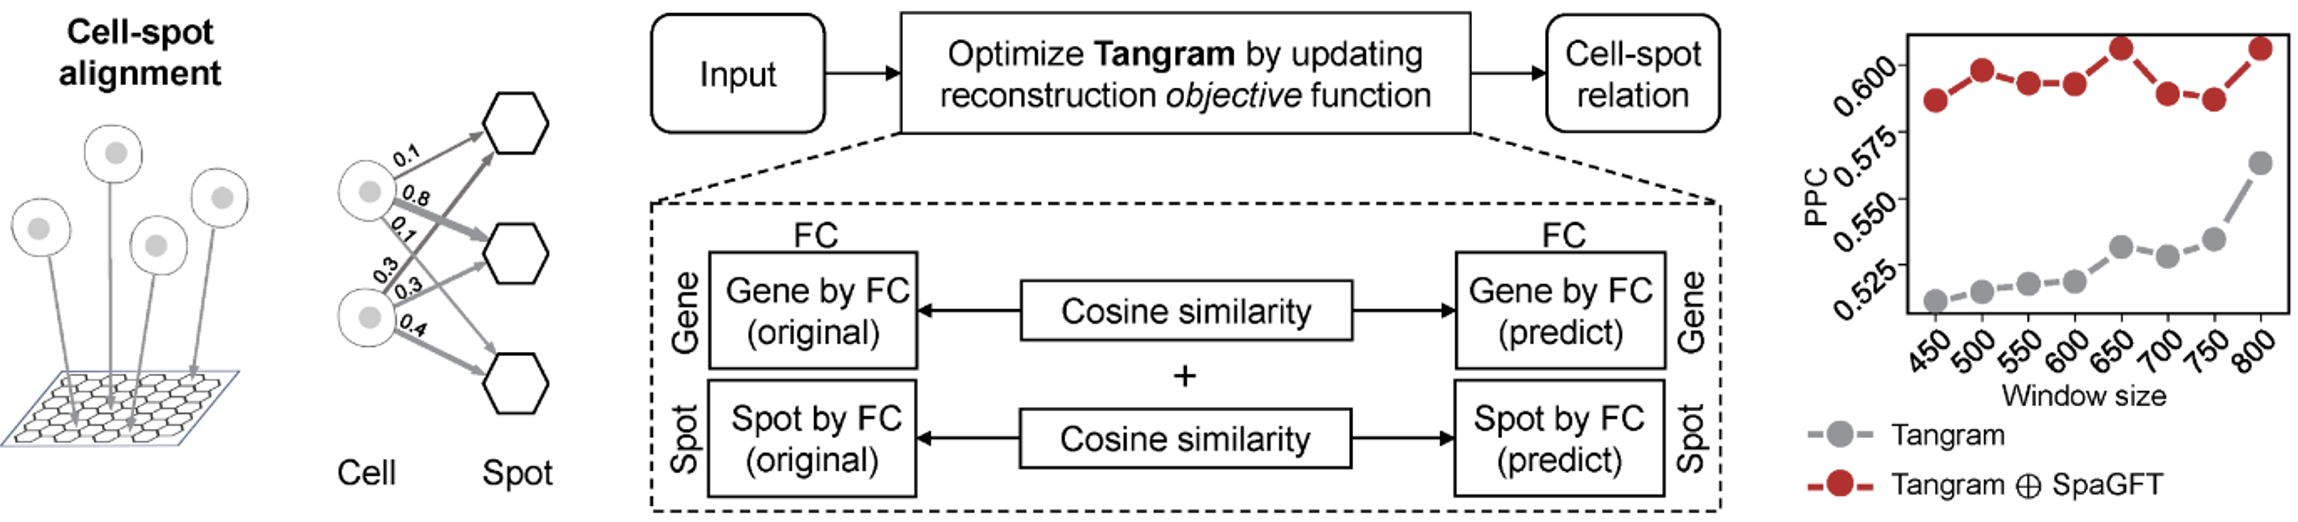 Cell-spot
alignment
0.1
0.8
0.1
0.3
0.3
0.4
Cell
Spot
Input
Optimize Tangram by updating
reconstruction objective function
Cell-spot
relation
FC
FC
Gene
Gene by FC
(original)
Cosine similarity
Gene by FC
(predict)
Gene
+
Spot
Spot by FC
(original)
Cosine similarity
Spot by FC
(predict)
Spot
PPC
0.600
0.575
0.550
0.525
450
500
550
600
650
700
750
800
Window size
Tangram
Tangram ⊕ SpaGFT